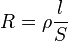 R = ρ l/S